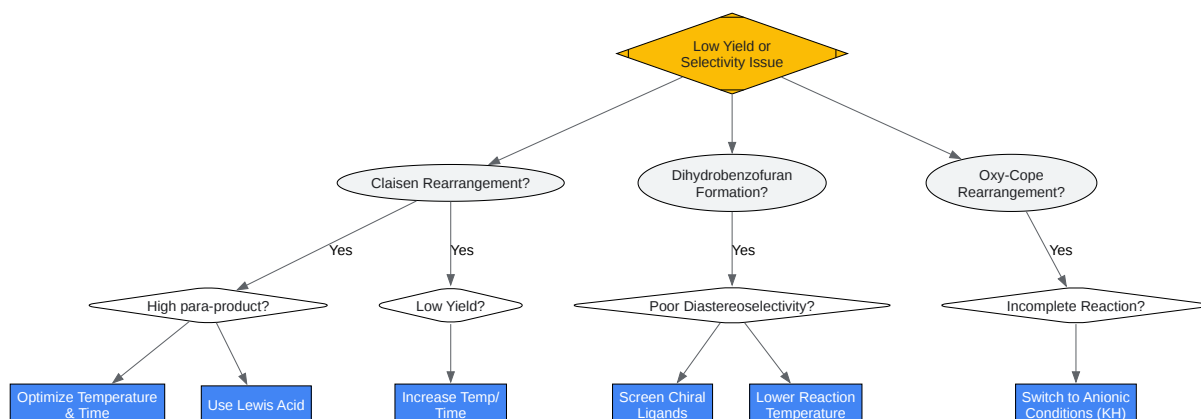 Low Yield or
Selectivity Issue
Claisen Rearrangement?
Dihydrobenzofuran
Formation?
Oxy-Cope
Rearrangement?
Yes
Yes
Yes
Yes
High para-product?
Low Yield?
Poor Diastereoselectivity?
Incomplete Reaction?
Optimize Temperature
& Time
Use Lewis Acid
Increase Temp/
Time
Screen Chiral
Ligands
Lower Reaction
Temperature
Switch to Anionic
Conditions (KH)